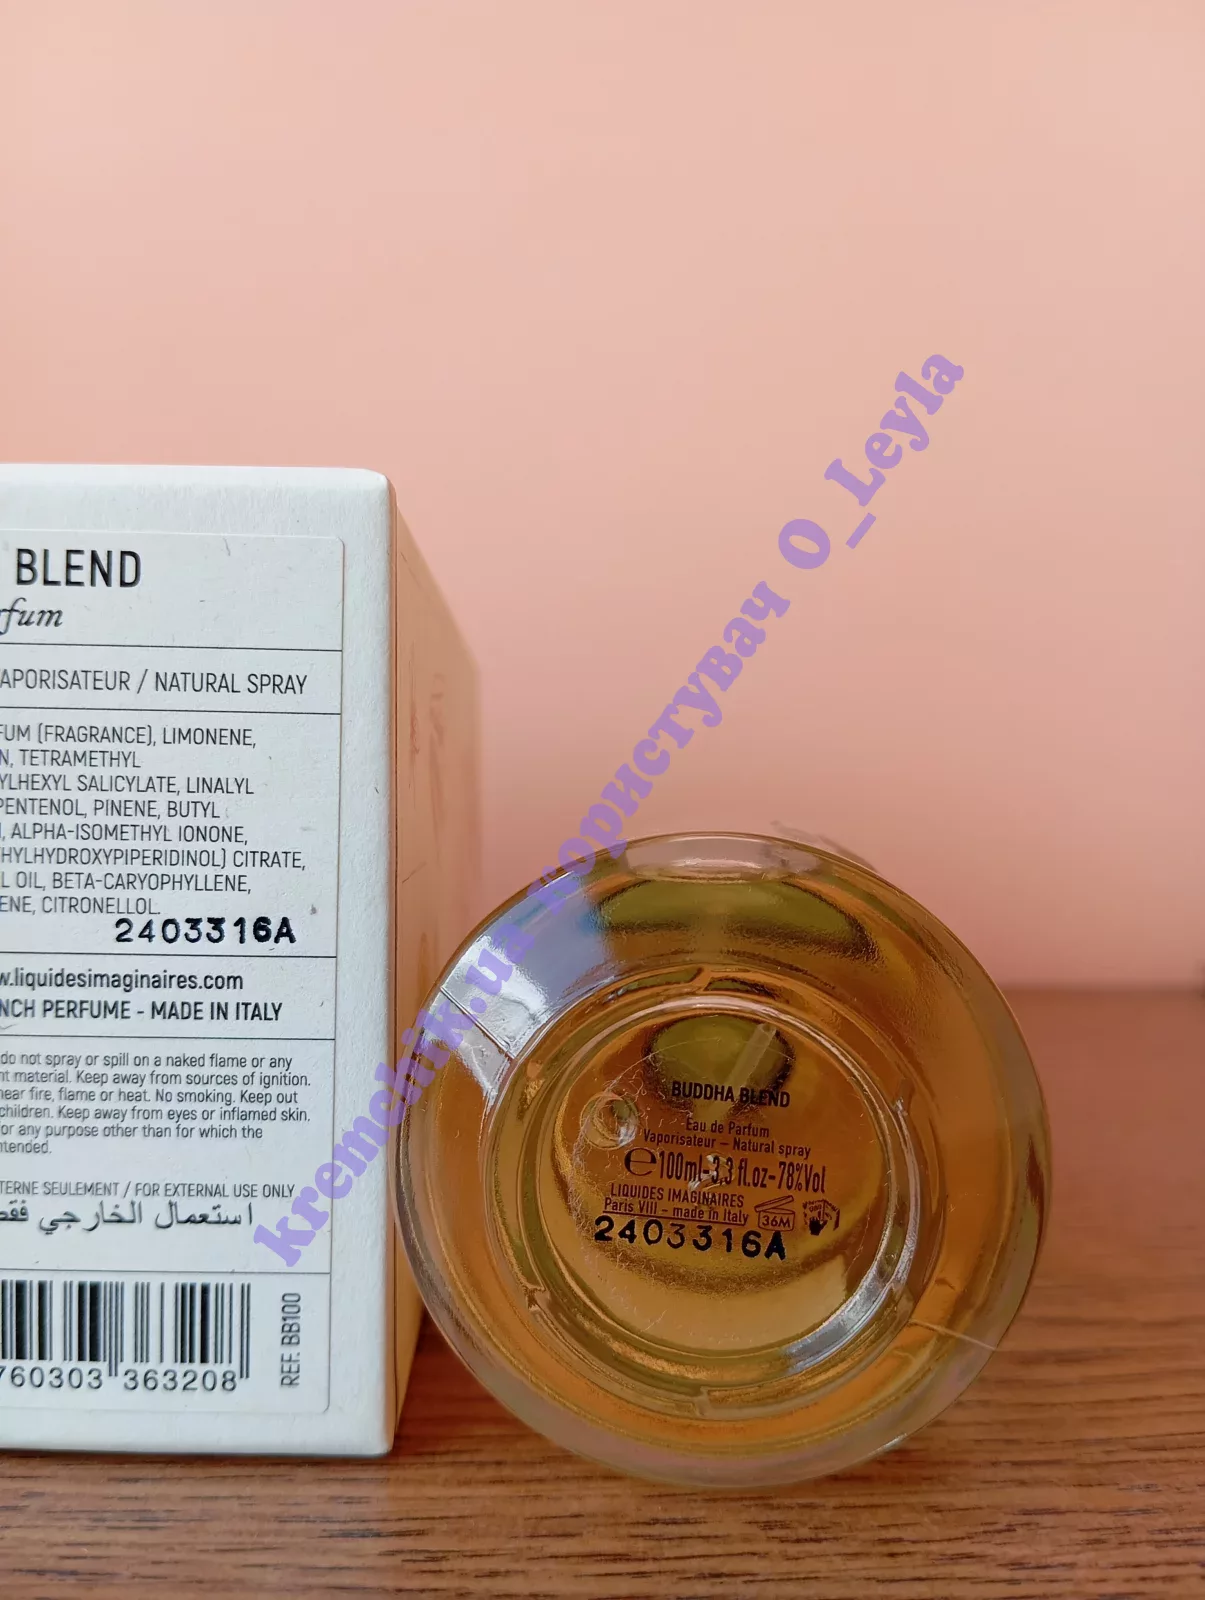 BLEND
rfum
APORISATEUR / NATURAL SPRAY
FUM (FRAGRANCE), LIMONENE,
N, TETRAMETHYL
YLHEXYL SALICYLATE, LINALYL
PENTENOL, PINENE, BUTYL
, ALPHA-ISOMETHYL IONONE,
THYLHYDROXYPIPERIDINOL) CITRATE,
L OIL, BETA-CARYOPHYLLENE,
ENE, CITRONELLOL.
2403316A
w.liquidesimaginaires.com
NCH PERFUME - MADE IN ITALY
do not spray or spill on a naked flame or any
nt material. Keep away from sources of ignition.
near fire, flame or heat. No smoking. Keep out
children. Keep away from eyes or inflamed skin.
or any purpose other than for which the
ntended.
TERNE SEULEMENT / FOR EXTERNAL USE ONLY
استعمال الخارجي فقط
760303 363208
REF. BB100
BUDDHA BLEND
Eau de Parfum
Vaporisateur – Natural spray
e 100ml-3,3 fl.oz-78%Vol
LIQUIDES IMAGINAIRES
Paris VIII – made in Italy
36M
2403316A
kremchik.ua-користувач O_Leyla